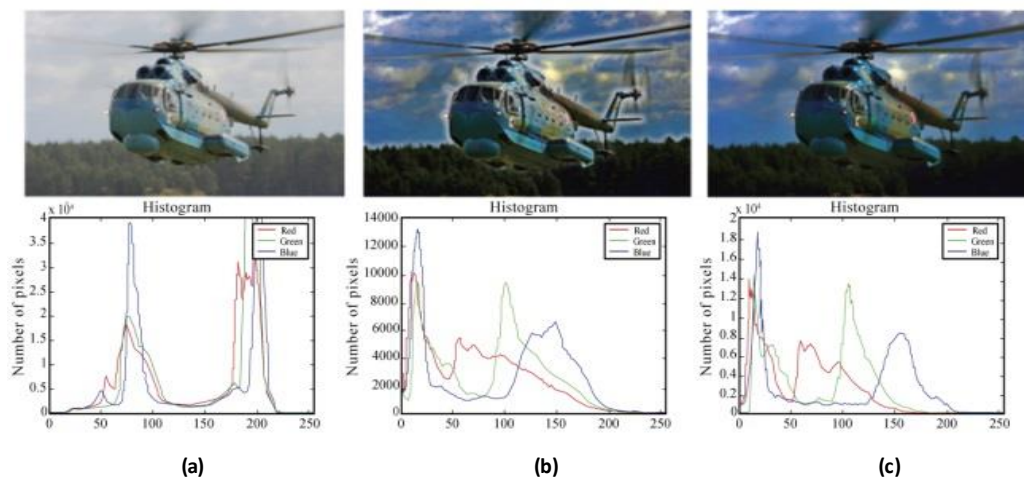 Histogram
x 10⁴
4
3.5
3
2.5
2
1.5
1
0.5
0
Number of pixels
Red
Green
Blue
0 50 100 150 200 250
(a)
Histogram
14000
12000
10000
8000
6000
4000
2000
0
Number of pixels
Red
Green
Blue
0 50 100 150 200 250
(b)
Histogram
x 10⁴
2
1.8
1.6
1.4
1.2
1
0.8
0.6
0.4
0.2
0
Number of pixels
Red
Green
Blue
0 50 100 150 200 250
(c)